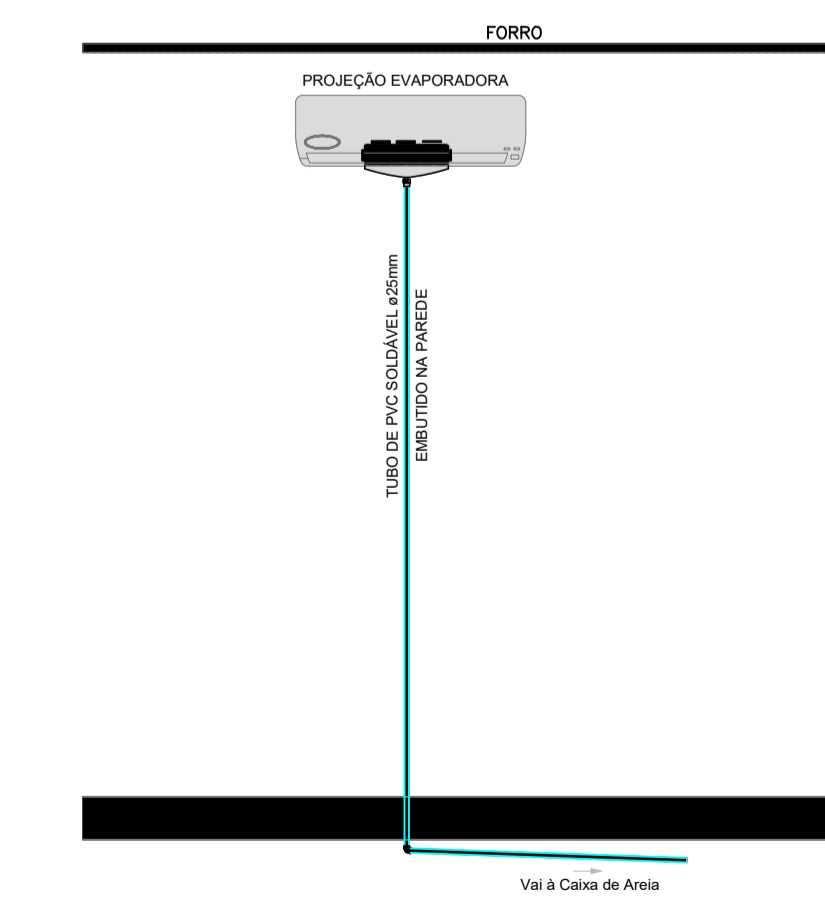 FORRO
PROJEÇÃO EVAPORADORA
TUBO DE PVC SOLDÁVEL ø25mm
EMBUTIDO NA PAREDE
Vai à Caixa de Areia